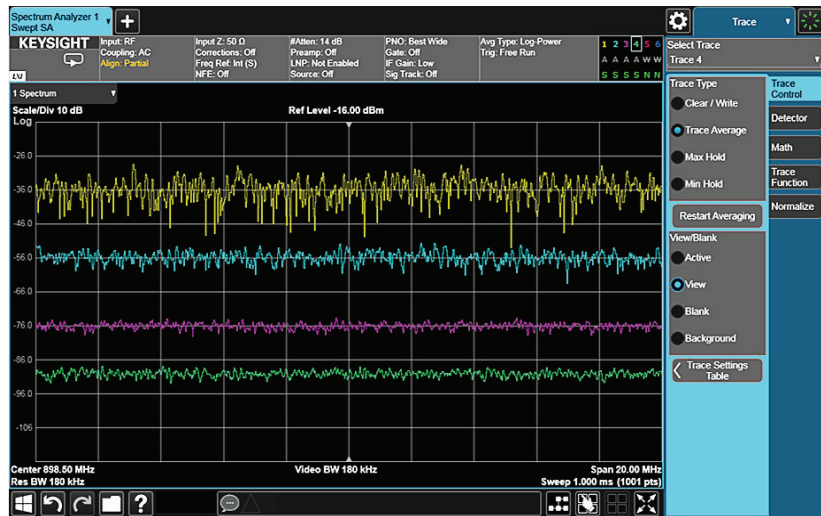 Spectrum Analyzer 1
Swept SA
Trace
KEYSIGHT
Input: RF
Coupling: AC
Align: Partial
Input Z: 50 Ω
Corrections: Off
Freq Ref: Int (S)
NFE: Off
#Atten: 14 dB
Preamp: Off
LNP: Not Enabled
Source: Off
PNO: Best Wide
Gate: Off
IF Gain: Low
Sig Track: Off
Avg Type: Log-Power
Trig: Free Run
1 2 3 4 5 6
A A A A W W
S S S S N N
Select Trace
Trace 4
1 Spectrum
Scale/Div 10 dB
Ref Level -16.00 dBm
Log
-26.0
-36.0
-46.0
-56.0
-66.0
-76.0
-86.0
-96.0
-106
Center 898.50 MHz
Video BW 180 kHz
Span 20.00 MHz
Res BW 180 kHz
Sweep 1.000 ms (1001 pts)
Trace Type
Clear / Write
Trace Average
Max Hold
Min Hold
Restart Averaging
View/Blank
Active
View
Blank
Background
Trace Settings
Table
Trace
Control
Detector
Math
Trace
Function
Normalize